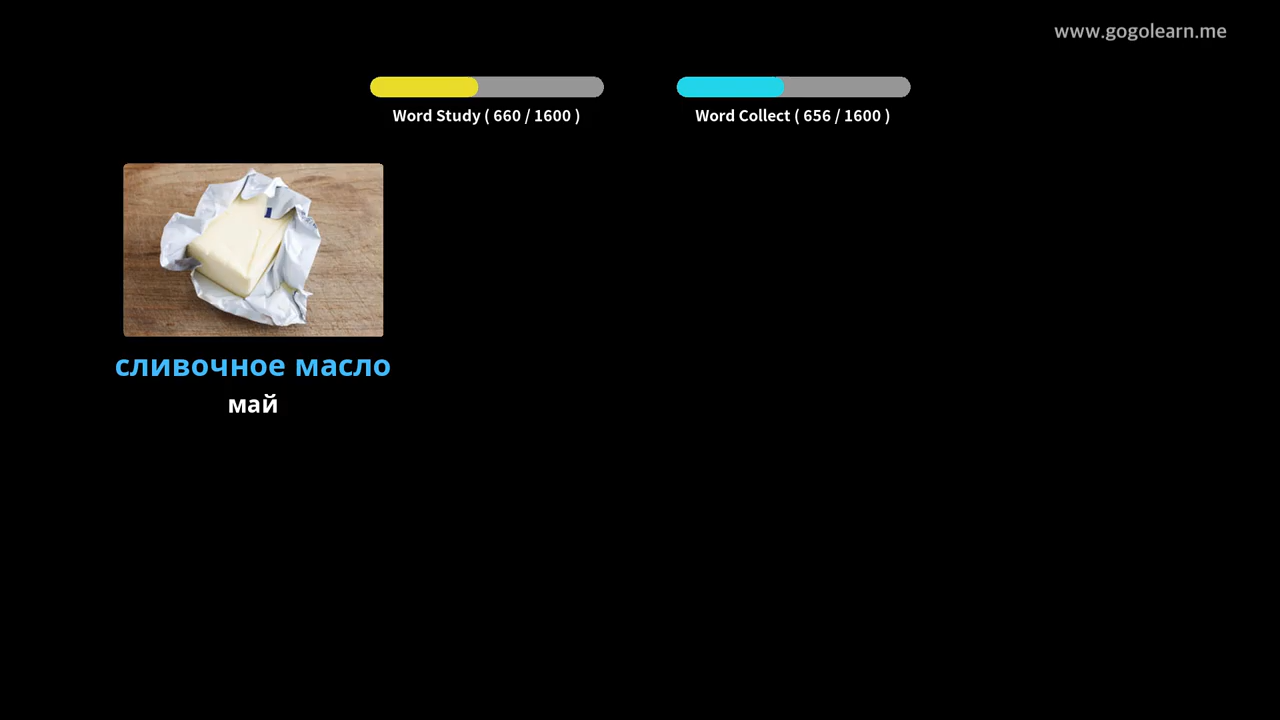 www.gogolearn.me
Word Study ( 660 / 1600 )
Word Collect ( 656 / 1600 )
сливочное масло
май